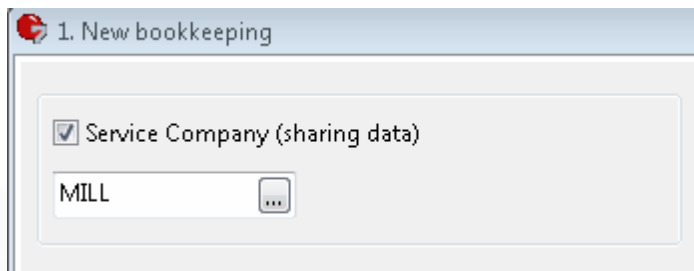 1. New bookkeeping
Service Company (sharing data)
MILL
...